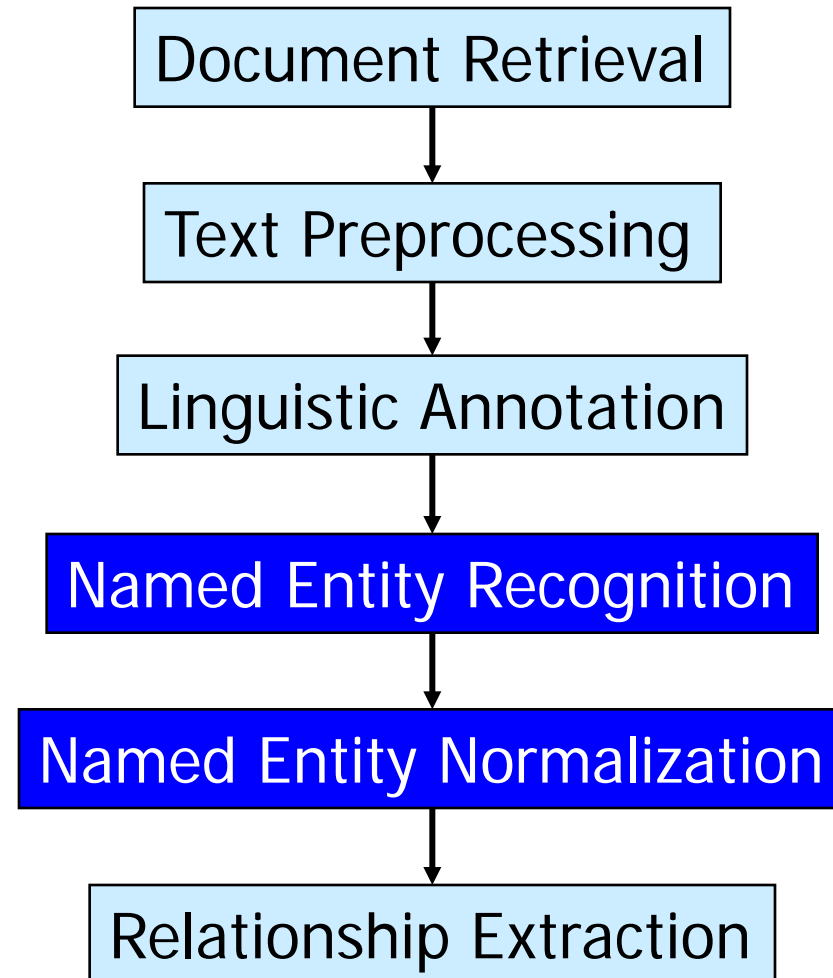 Document Retrieval
Text Preprocessing
Linguistic Annotation
Named Entity Recognition
Named Entity Normalization
Relationship Extraction